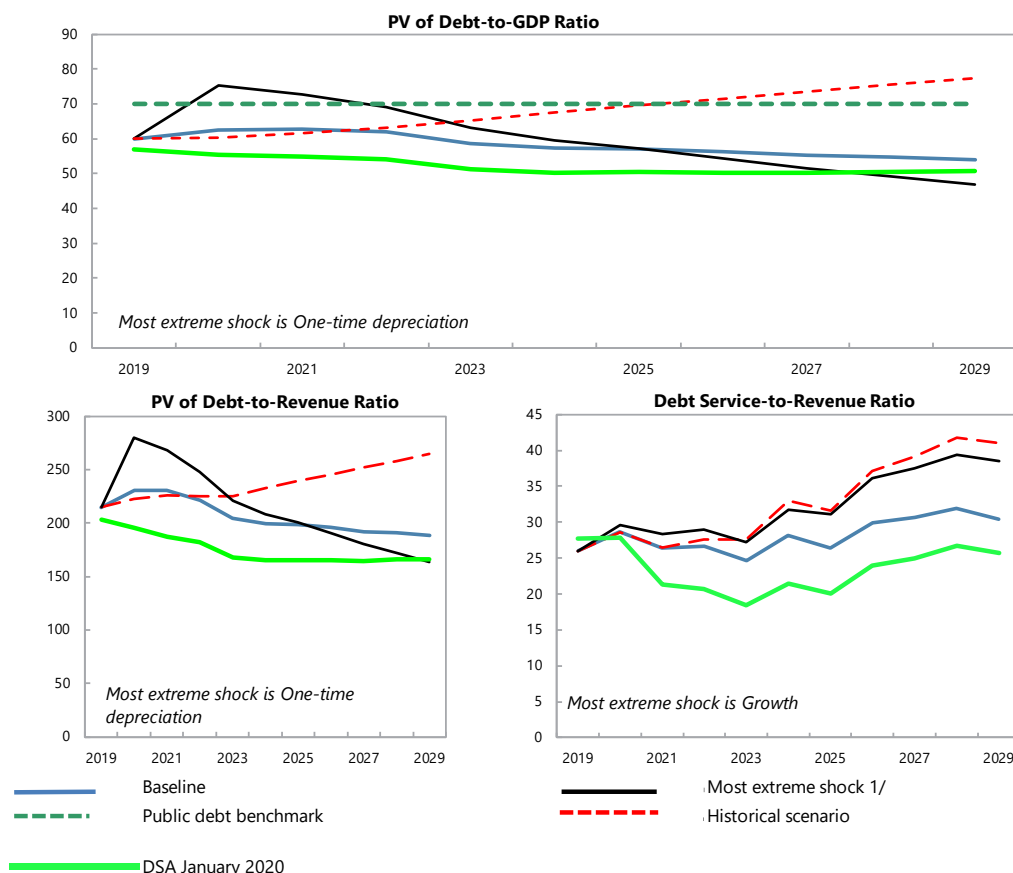 PV of Debt-to-GDP Ratio
90
80
70
60
50
40
30
20
10
0
Most extreme shock is One-time depreciation
2019 2021 2023 2025 2027 2029
PV of Debt-to-Revenue Ratio
300
250
200
150
100
50
0
Most extreme shock is One-time
depreciation
2019 2021 2023 2025 2027 2029
Debt Service-to-Revenue Ratio
45
40
35
30
25
20
15
10
5
0
Most extreme shock is Growth
2019 2021 2023 2025 2027 2029
Baseline
Public debt benchmark
Most extreme shock 1/
Historical scenario
DSA January 2020